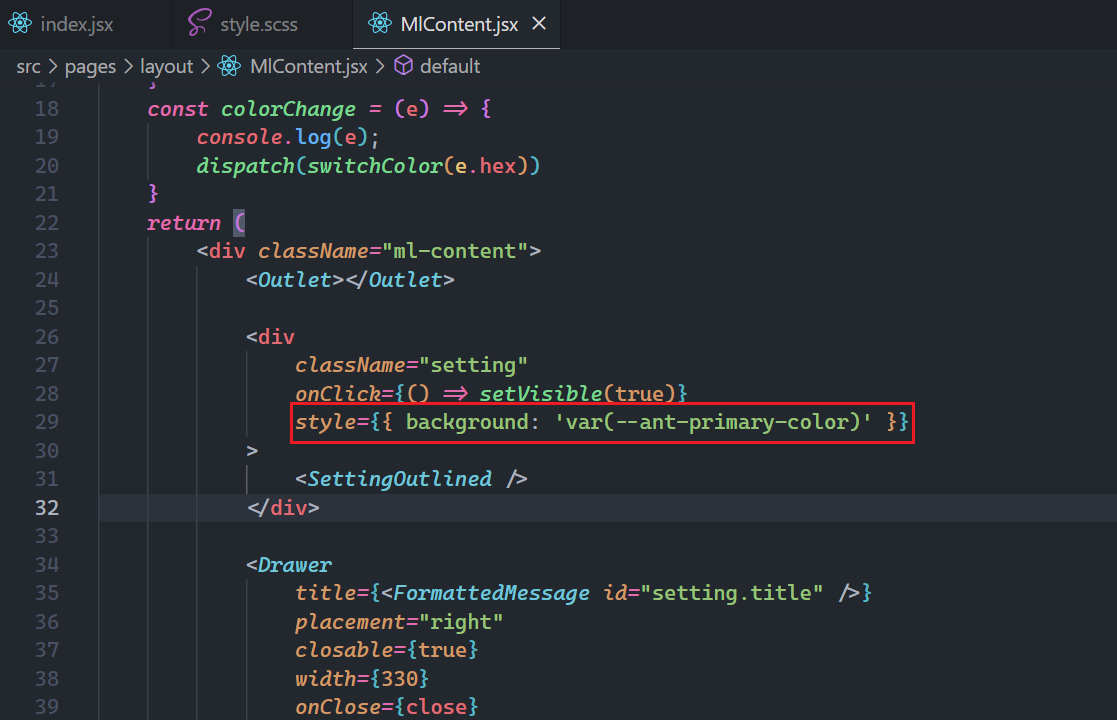 index.jsx style.scss MlContent.jsx ×
src > pages > layout > MlContent.jsx > default
17 }
18 const colorChange = (e) => {
19 console.log(e);
20 dispatch(switchColor(e.hex))
21 }
22 return (
23 <div className="ml-content">
24 <Outlet></Outlet>
25
26 <div
27 className="setting"
28 onClick={() => setVisible(true)}
29 style={{ background: 'var(--ant-primary-color)' }}
30 >
31 <SettingOutlined />
32 </div>
33
34 <Drawer
35 title={<FormattedMessage id="setting.title" />}
36 placement="right"
37 closable={true}
38 width={330}
39 onClose={close}